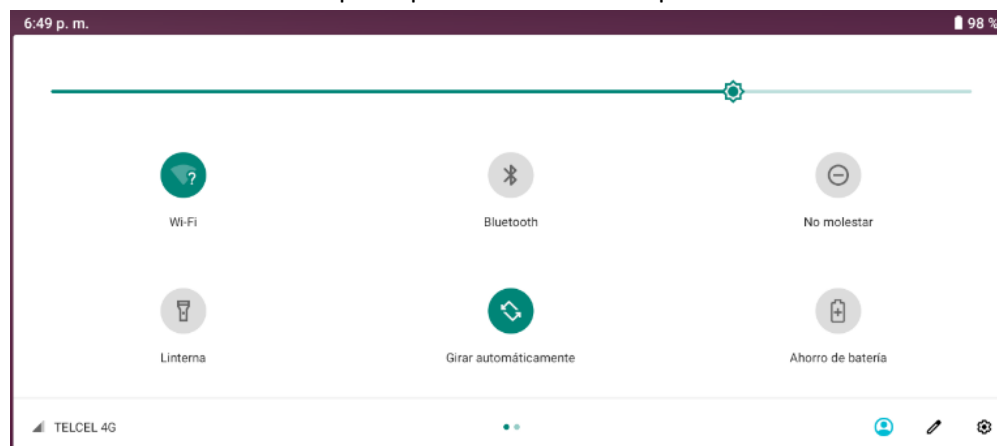 6:49 p. m. 98 %
?
Wi-Fi Bluetooth No molestar
Linterna Girar automáticamente Ahorro de batería
TELCEL 4G